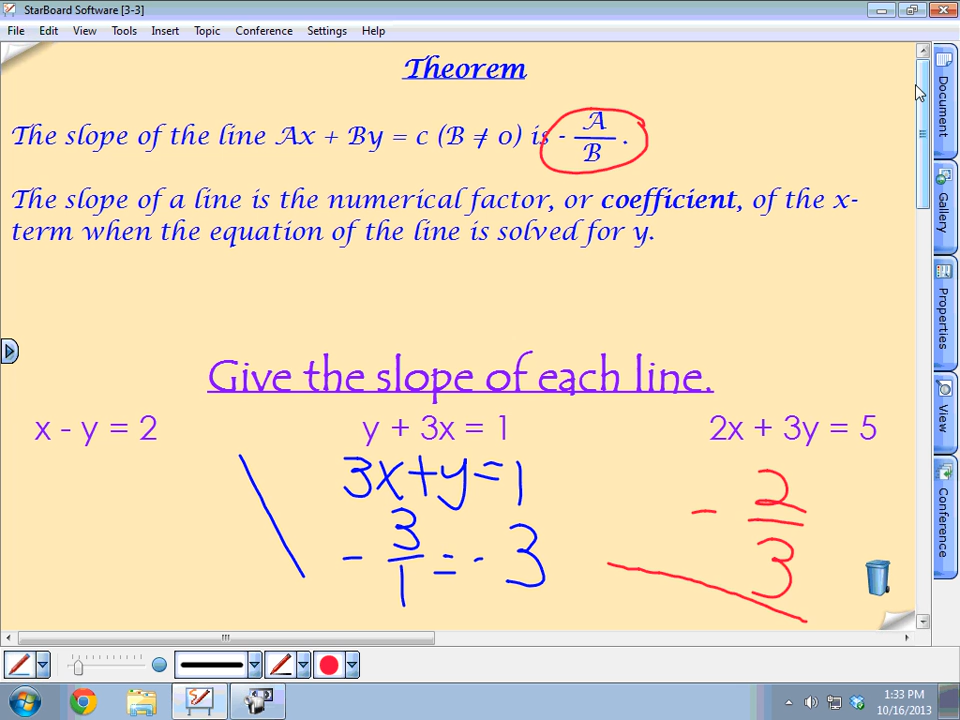 StarBoard Software [3-3]
File Edit View Tools Insert Topic Conference Settings Help
Theorem
The slope of the line Ax + By = c (B ≠ 0) is - A/B .
The slope of a line is the numerical factor, or coefficient, of the x-
term when the equation of the line is solved for y.
Give the slope of each line.
x - y = 2 y + 3x = 1 2x + 3y = 5
3x+y=1
- 3/1 = - 3
- 2/3
Document
Gallery
Properties
View
Conference
1:33 PM
10/16/2013